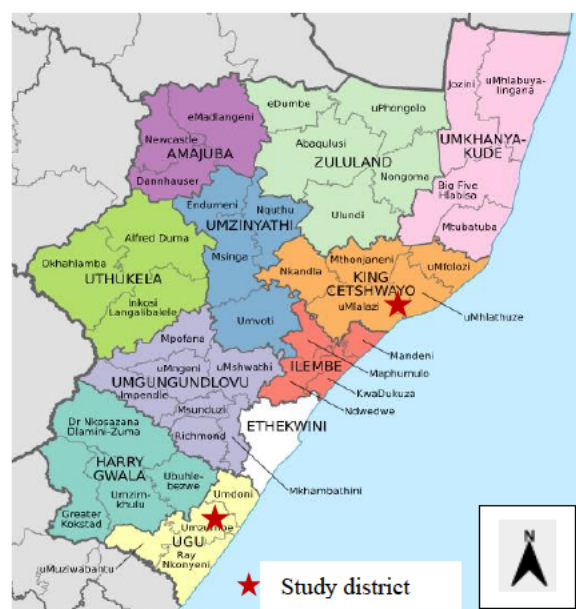 Jozini
uMhlabuya-
lingana
eDumbe
uPhongolo
eMadlangeni
Newcastle
AMAJUBA
Dannhauser
Abaqulusi
ZULULAND
Nongoma
Ulundi
UMKHANYA-
KUDE
Big Five
Hlabisa
Mtubatuba
Endumeni
Nquthu
UMZINYATHI
Msinga
Umvoti
Alfred Duma
Okhahlamba
UTHUKELA
Inkosi
Langalibalele
Mthonjaneni
Nkandla
KING
CETSHWAYO
uMfolozi
uMlalazi
uMhlathuze
Mandeni
ILEMBE
Maphumulo
KwaDukuza
Ndwedwe
Mpofana
uMngeni
uMshwathi
UMGUNGUNDLOVU
Impendle
Msunduzi
Richmond
Mkhambathini
ETHEKWINI
Dr Nkosazana
Dlamini-Zuma
HARRY
GWALA
Ubuhle-
bezwe
Umzim-
khulu
Greater
Kokstad
Umdoni
Umzumbe
UGU
Ray
Nkonyeni
uMuziwabantu
N
Study district